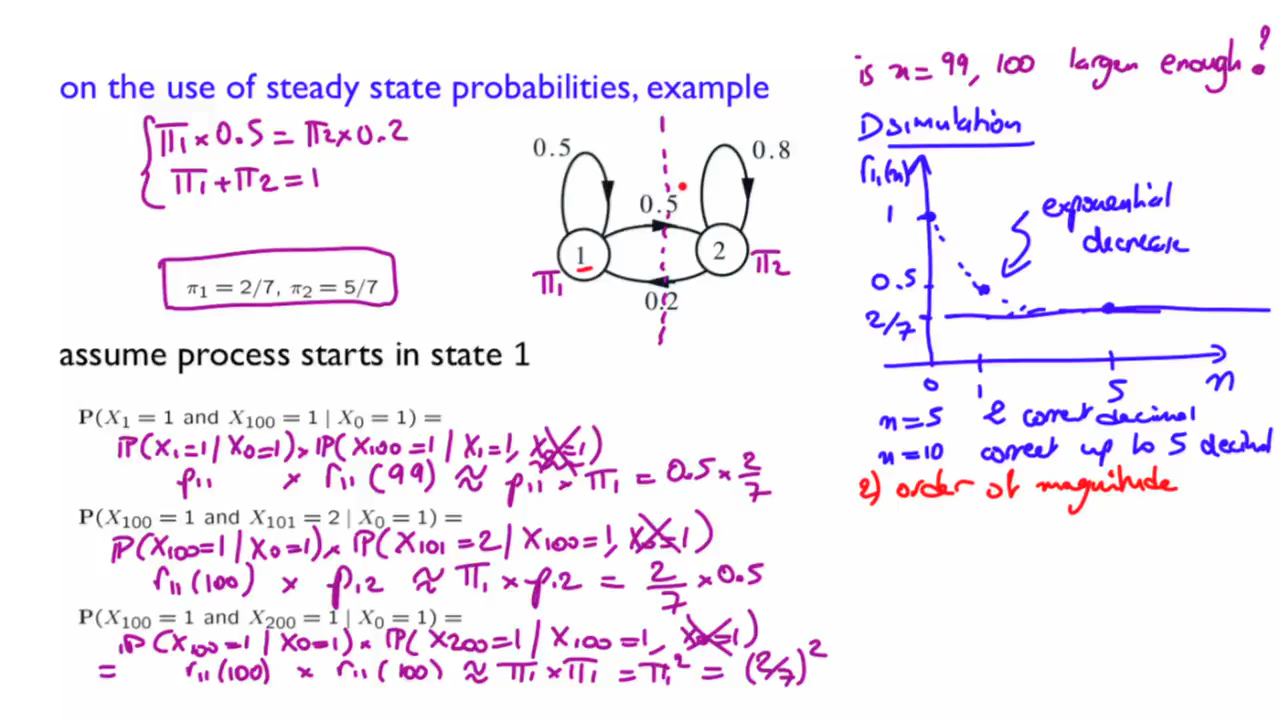 on the use of steady state probabilities, example
π1 × 0.5 = π2 × 0.2
π1 + π2 = 1
π1 = 2/7, π2 = 5/7
0.5
0.8
0.5
1
2
π1
π2
0.2
assume process starts in state 1
P(X1 = 1 and X100 = 1 | X0 = 1) =
P(X1=1 / X0=1) × P(X100=1 / X1=1, X0=1)
P11 × r11(99) ≈ P11 × π1 = 0.5 × 2/7
P(X100 = 1 and X101 = 2 | X0 = 1) =
P(X100=1 / X0=1) × P(X101=2 / X100=1, X0=1)
r11(100) × P12 ≈ π1 × P12 = 2/7 × 0.5
P(X100 = 1 and X200 = 1 | X0 = 1) =
P(X100=1 / X0=1) × P(X200=1 / X100=1, X0=1)
= r11(100) × r11(100) ≈ π1 × π1 = π1² = (2/7)²
is n = 99, 100 large enough?
1) simulation
r11(n)
1
exponential
decrease
0.5
2/7
0 1 5 n
n=5 2 correct decimal
n=10 correct up to 5 decimal
2) order of magnitude